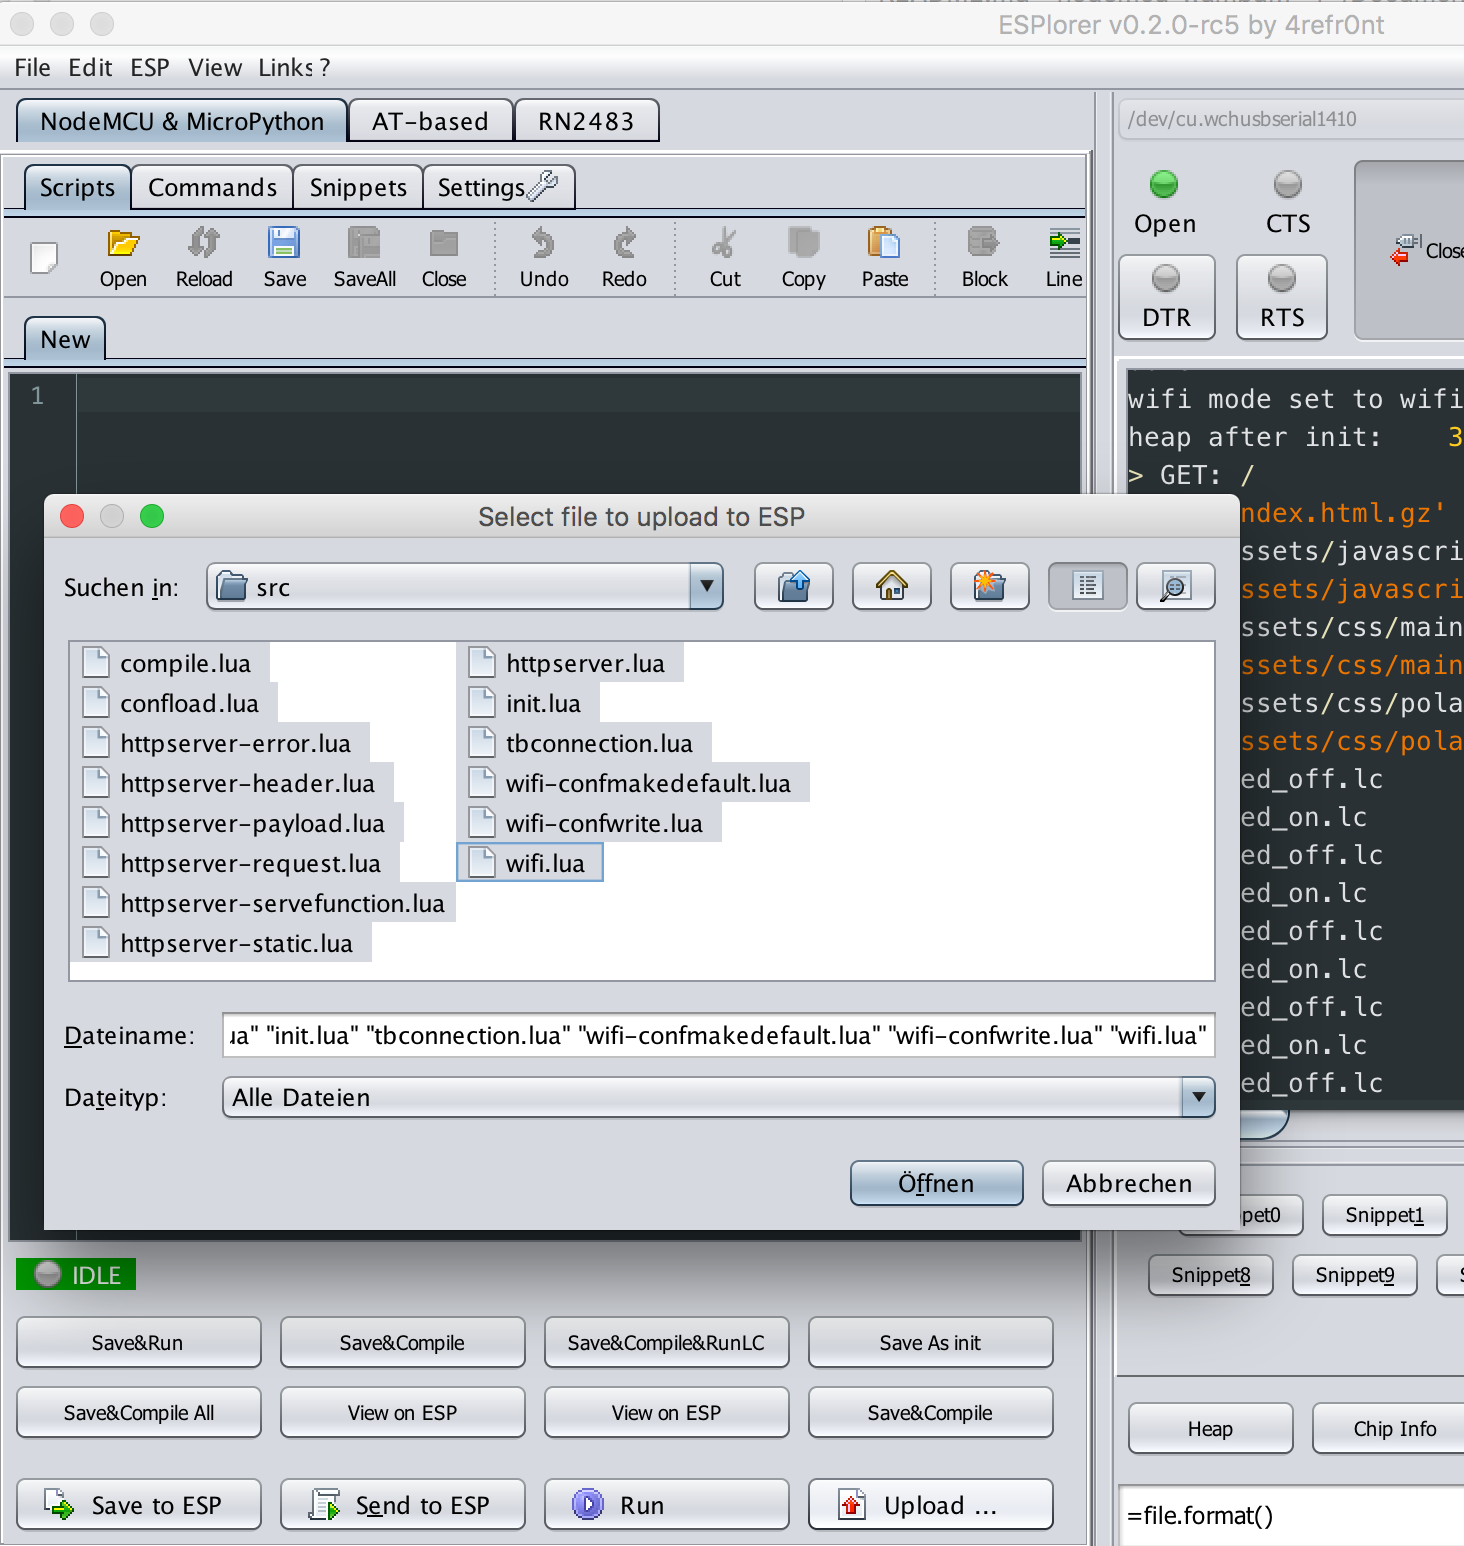 ESPlorer v0.2.0-rc5 by 4refr0nt
File Edit ESP View Links ?
NodeMCU & MicroPython AT-based RN2483
/dev/cu.wchusbserial1410
Scripts Commands Snippets Settings
Open CTS
Open Reload Save SaveAll Close Undo Redo Cut Copy Paste Block Line
Close
DTR RTS
New
1
wifi mode set to wifi
heap after init: 3
> GET: /
ndex.html.gz'
ssets/javascri
ssets/javascri
ssets/css/main
ssets/css/main
ssets/css/pola
ssets/css/pola
ed_off.lc
ed_on.lc
ed_off.lc
ed_on.lc
ed_off.lc
ed_on.lc
ed_off.lc
ed_on.lc
ed_off.lc
Select file to upload to ESP
Suchen in: src
compile.lua
confload.lua
httpserver-error.lua
httpserver-header.lua
httpserver-payload.lua
httpserver-request.lua
httpserver-servefunction.lua
httpserver-static.lua
httpserver.lua
init.lua
tbconnection.lua
wifi-confmakedefault.lua
wifi-confwrite.lua
wifi.lua
Dateiname: ua" "init.lua" "tbconnection.lua" "wifi-confmakedefault.lua" "wifi-confwrite.lua" "wifi.lua"
Dateityp: Alle Dateien
Öffnen Abbrechen
pet0 Snippet1
Snippet8 Snippet9
IDLE
Save&Run Save&Compile Save&Compile&RunLC Save As init
Save&Compile All View on ESP View on ESP Save&Compile
Heap Chip Info
Save to ESP Send to ESP Run Upload ...
=file.format()